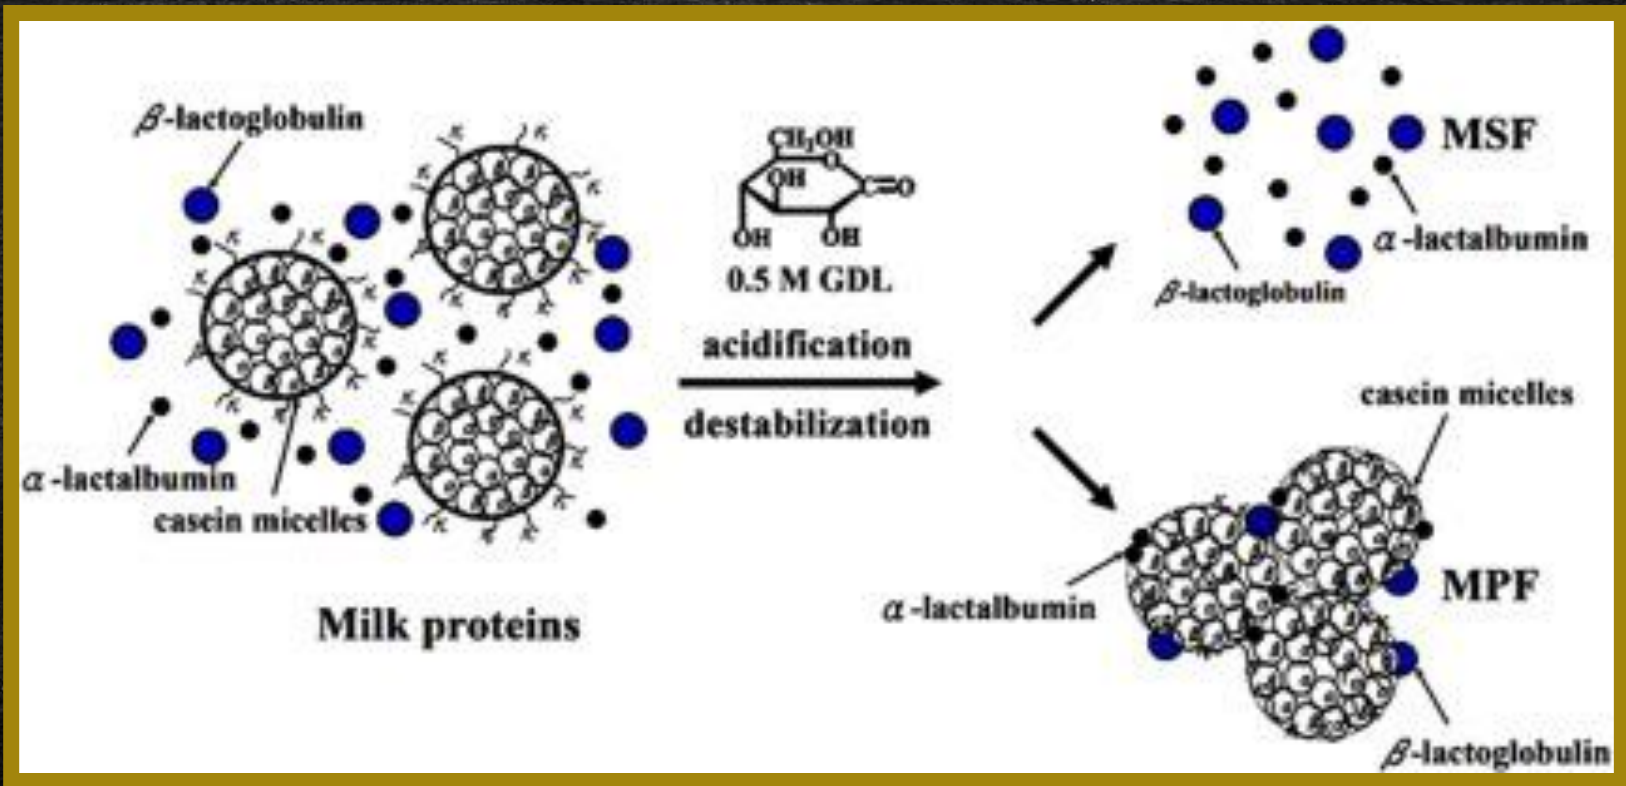 β-lactoglobulin
α-lactalbumin
casein micelles
Milk proteins
CH₂OH
O
OH
C=O
OH
OH
0.5 M GDL
acidification
destabilization
MSF
α-lactalbumin
β-lactoglobulin
casein micelles
α-lactalbumin
MPF
β-lactoglobulin